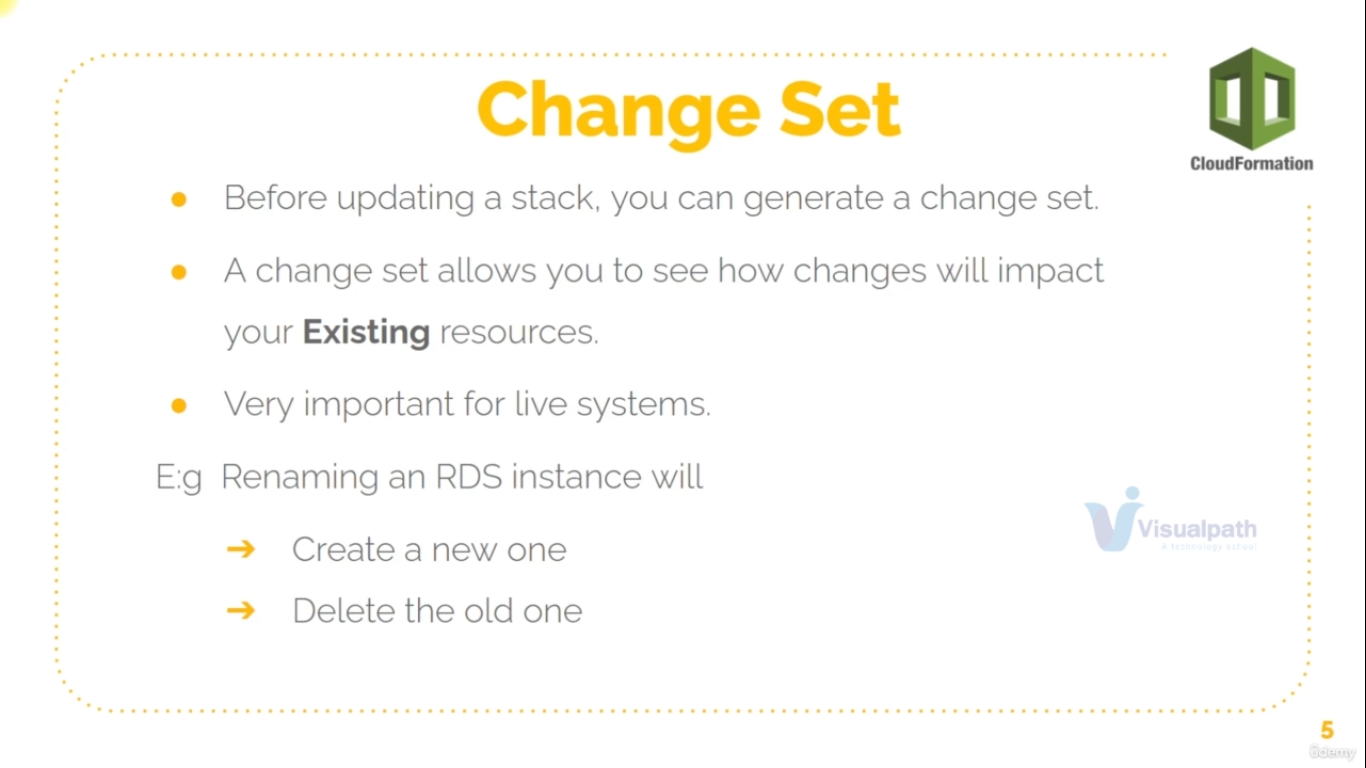 Change Set
CloudFormation
● Before updating a stack, you can generate a change set.
● A change set allows you to see how changes will impact
your Existing resources.
● Very important for live systems.
E:g Renaming an RDS instance will
➔ Create a new one
➔ Delete the old one
Visualpath
A technology school
5
ûdemy